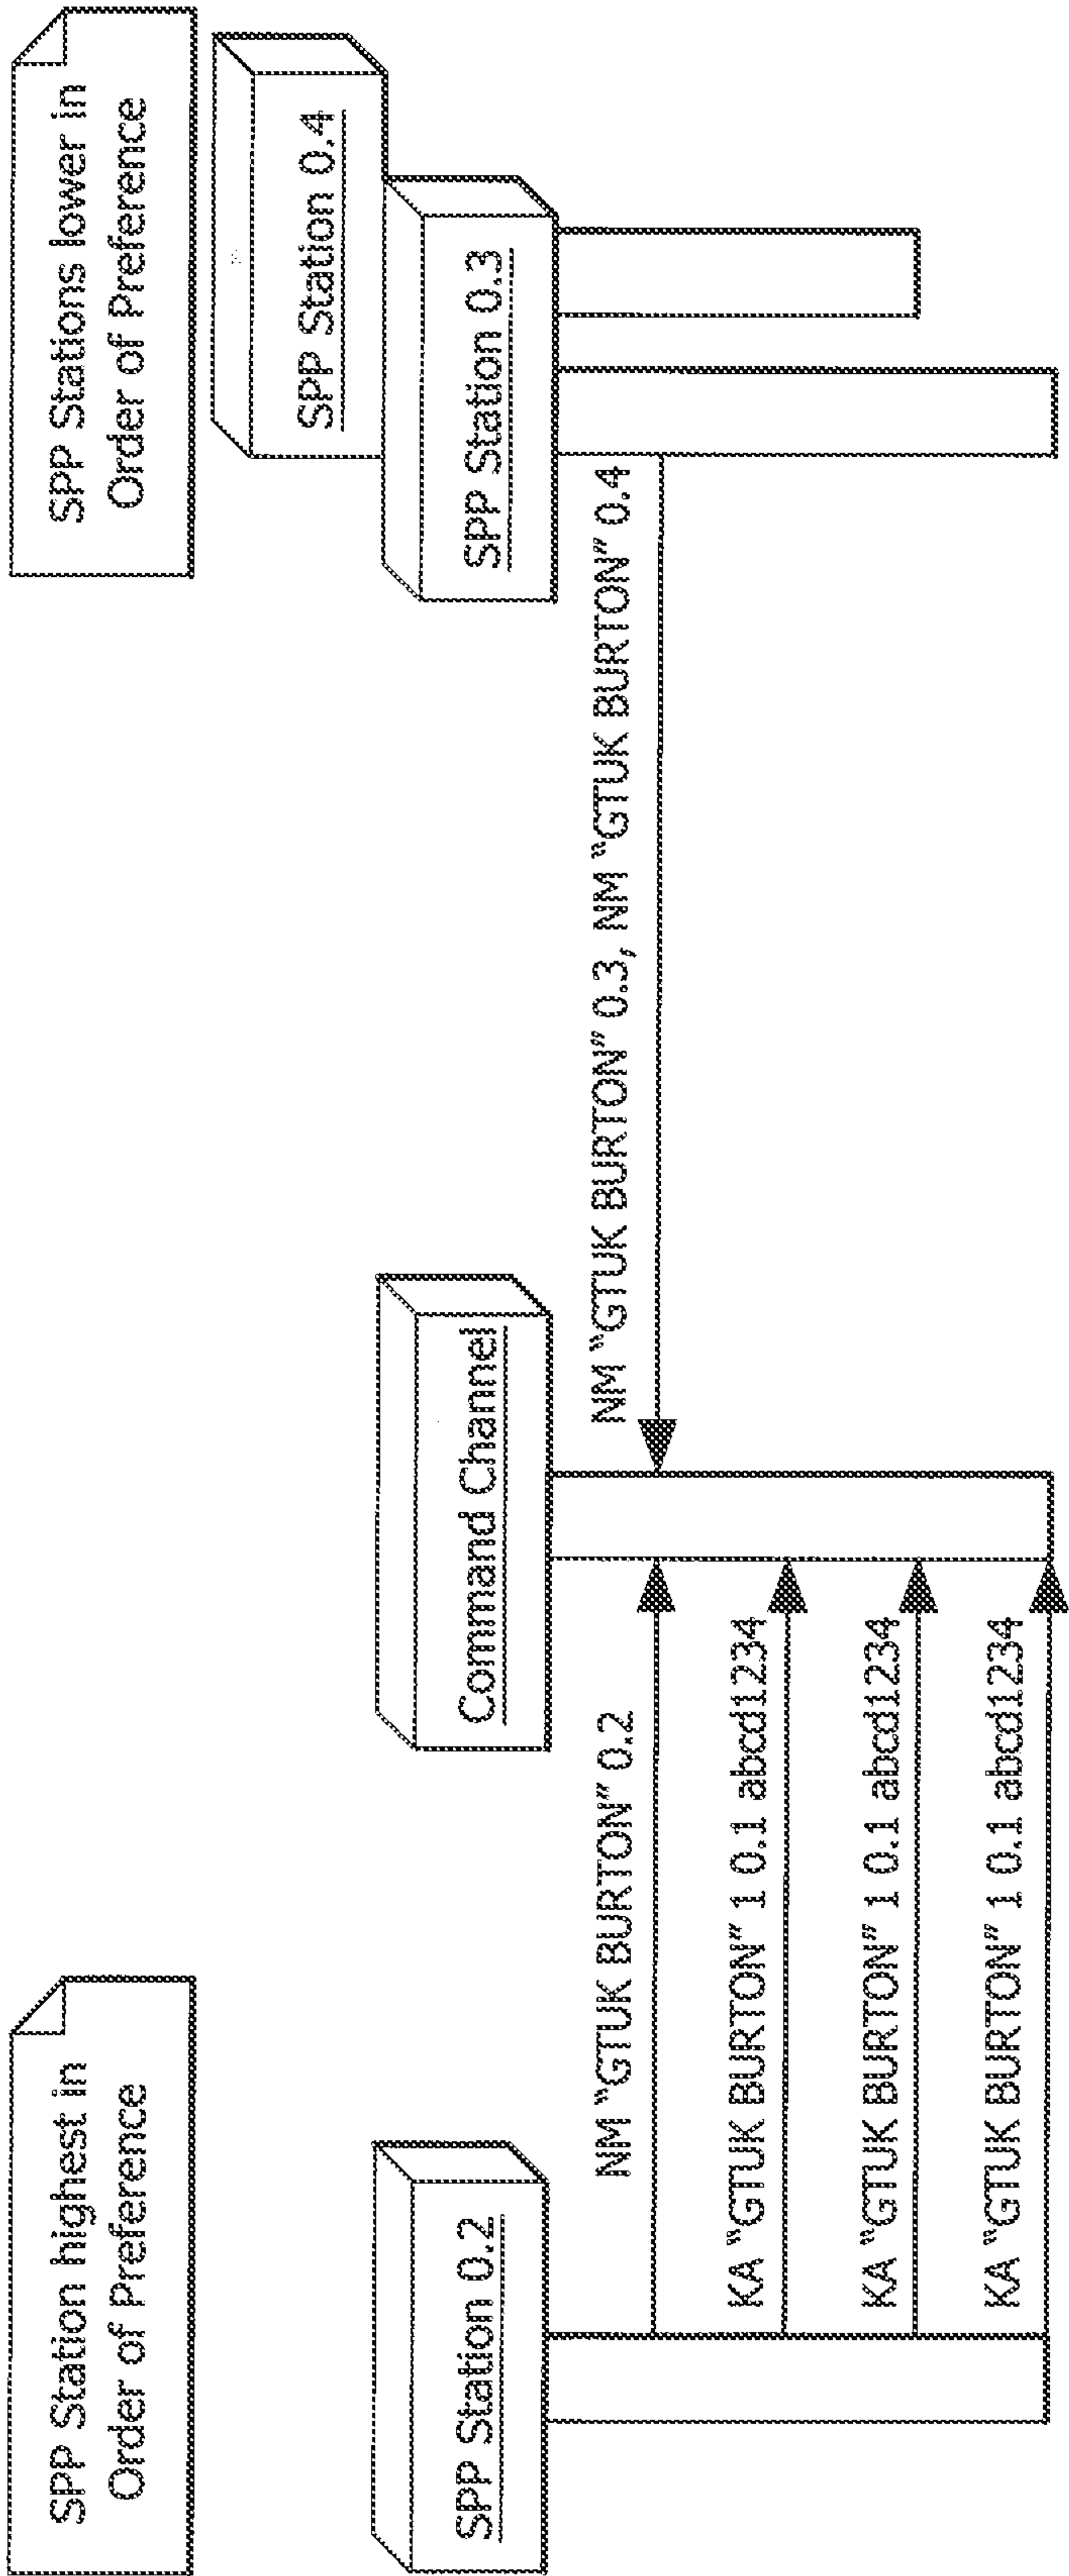 SPP Station highest in
Order of Preference
SPP Stations lower in
Order of Preference
SPP Station 0.2
Command Channel
SPP Station 0.4
SPP Station 0.3
NM “GTUK BURTON” 0.2
NM “GTUK BURTON” 0.3, NM “GTUK BURTON” 0.4
KA “GTUK BURTON” 1 0.1 abcd1234
KA “GTUK BURTON” 1 0.1 abcd1234
KA “GTUK BURTON” 1 0.1 abcd1234